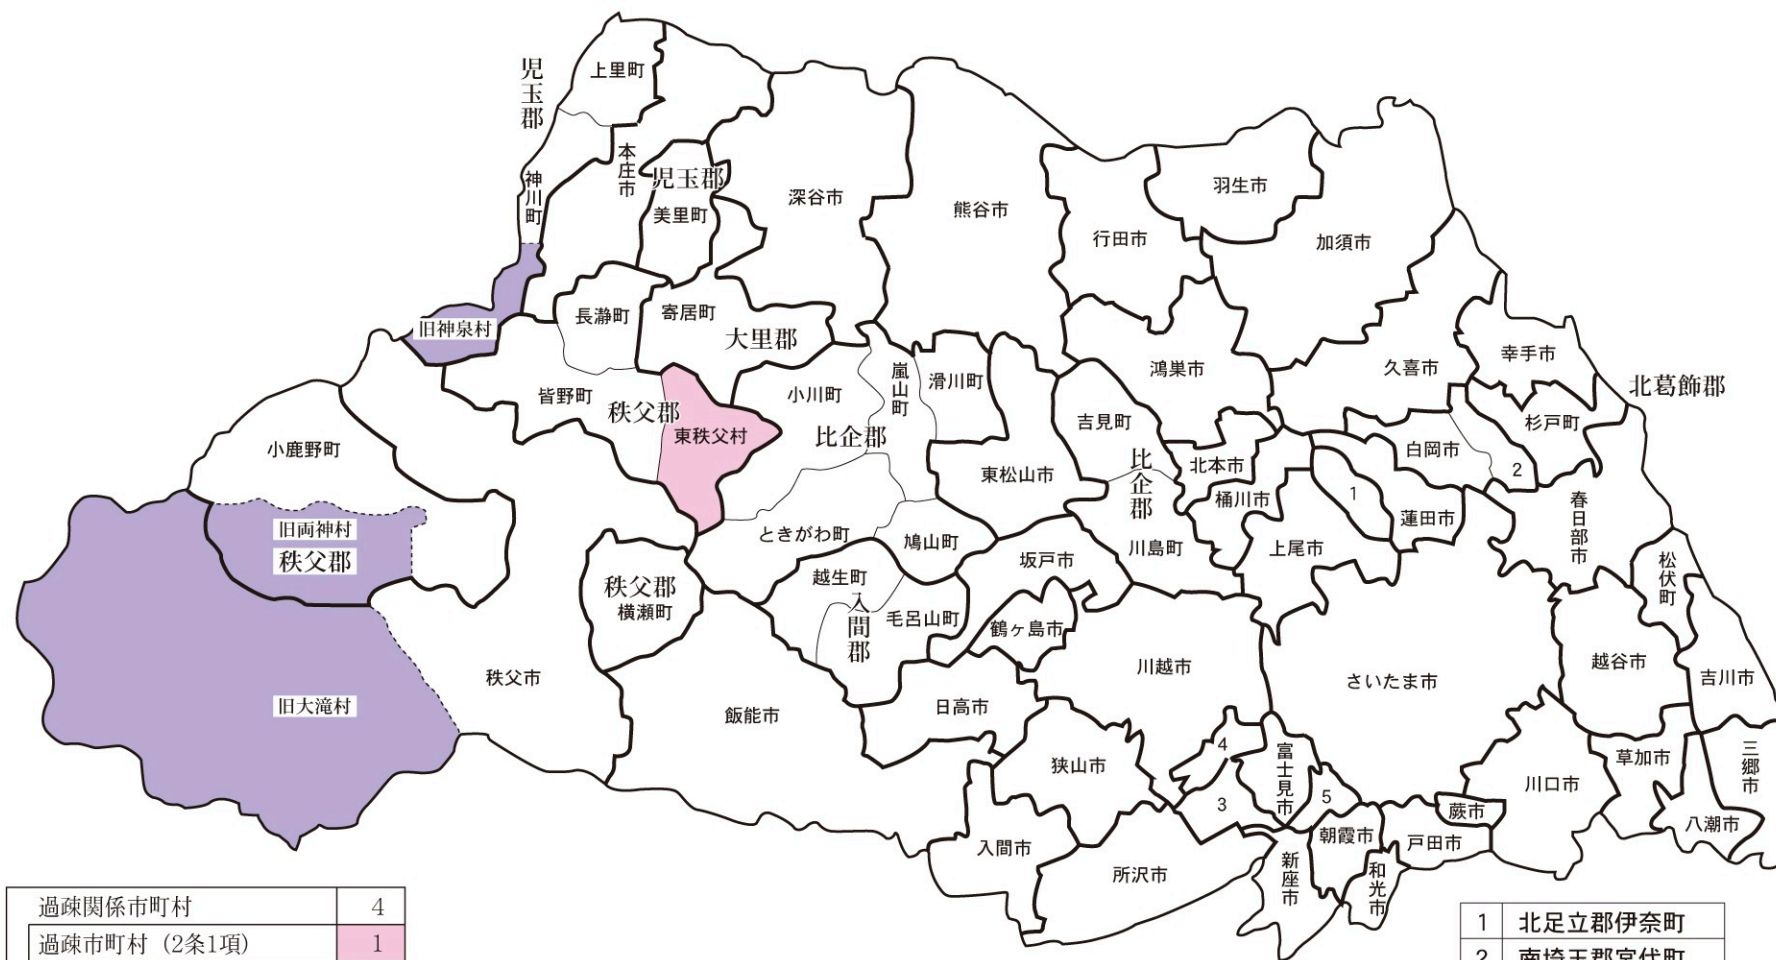 児玉郡
上里町
本庄市
神川町
児玉郡
美里町
深谷市
熊谷市
行田市
羽生市
加須市
旧神泉村
長瀞町
寄居町
大里郡
皆野町
秩父郡
東秩父村
小川町
嵐山町
滑川町
比企郡
吉見町
鴻巣市
久喜市
幸手市
北葛飾郡
杉戸町
小鹿野町
東松山市
比企郡
北本市
桶川市
1
白岡市
2
蓮田市
春日部市
旧両神村
秩父郡
ときがわ町
鳩山町
坂戸市
川島町
上尾市
松伏町
秩父郡
横瀬町
越生町
入間郡
毛呂山町
鶴ヶ島市
川越市
さいたま市
越谷市
吉川市
旧大滝村
秩父市
飯能市
日高市
狭山市
4
富士見市
3
5
川口市
草加市
三郷市
八潮市
蕨市
戸田市
朝霞市
和光市
新座市
入間市
所沢市
過疎関係市町村 4
過疎市町村（2条1項） 1
1 北足立郡伊奈町
2 南埼玉郡宮代町